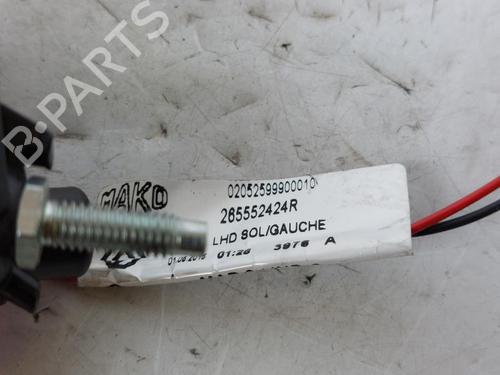 B-PARTS
MAKO
02052599900010
265552424R
LHD SOL/GAUCHE
01:26 3976 A